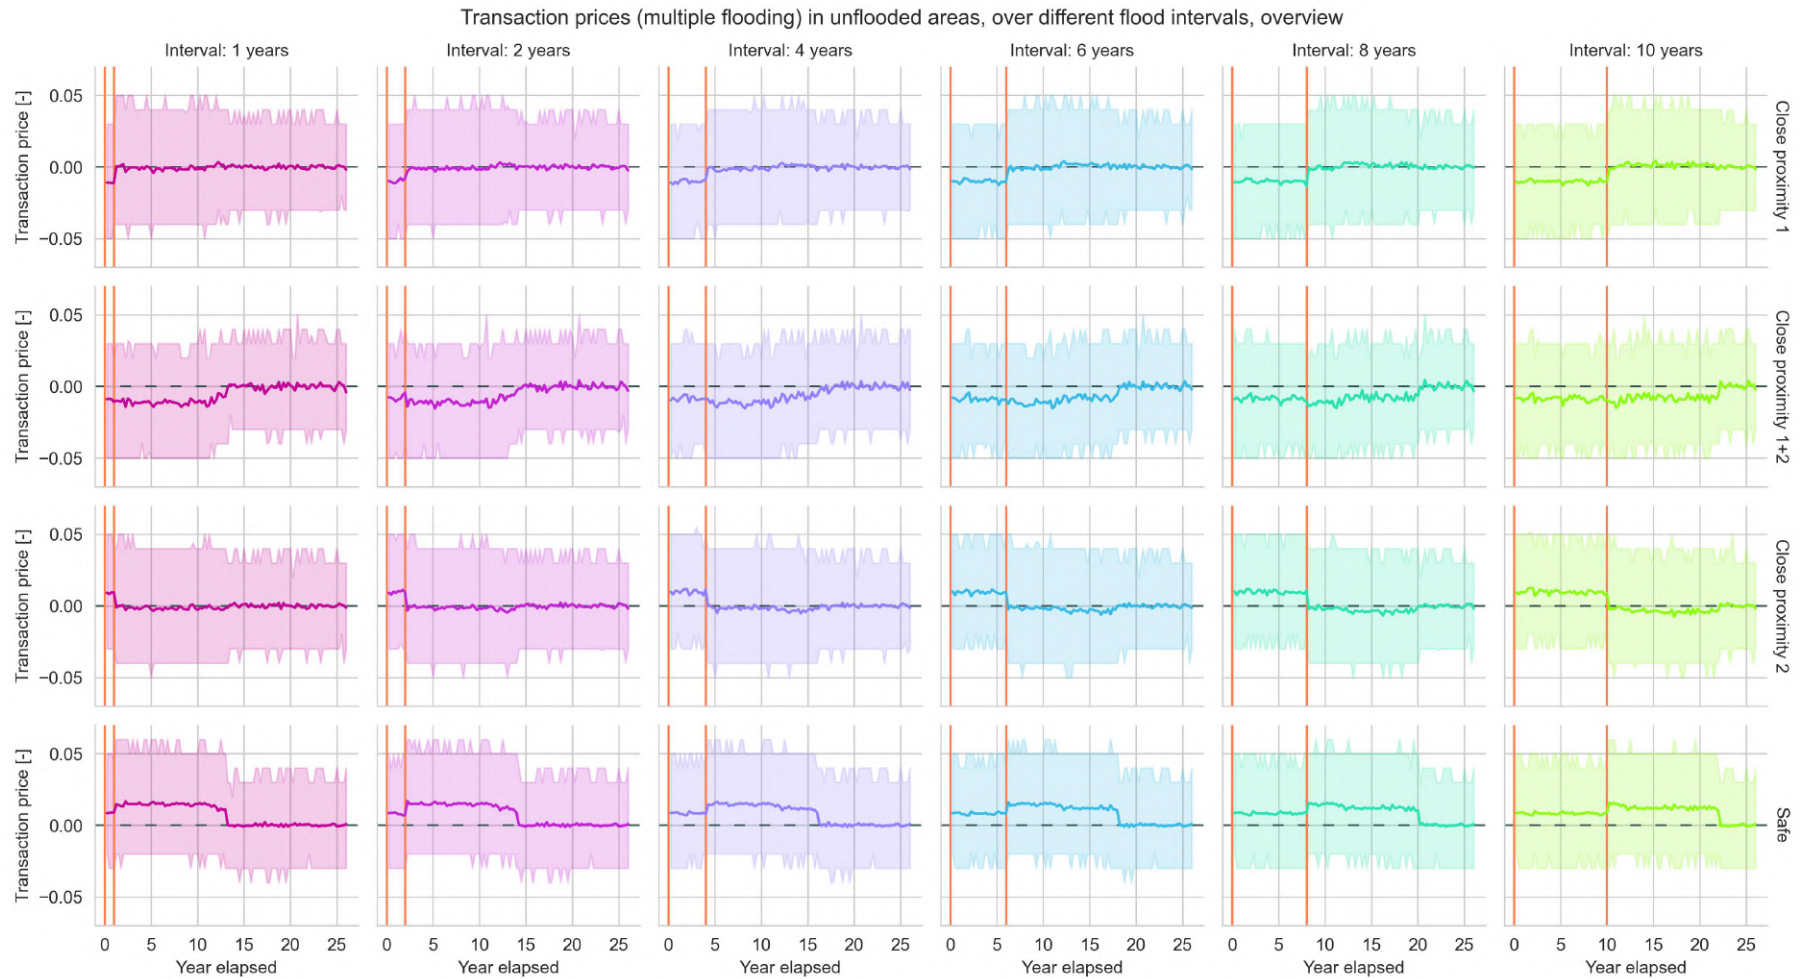 Transaction prices (multiple flooding) in unflooded areas, over different flood intervals, overview
Interval: 1 years
Interval: 2 years
Interval: 4 years
Interval: 6 years
Interval: 8 years
Interval: 10 years
Transaction price [-]
0.05
0.00
−0.05
Close proximity 1
Transaction price [-]
0.05
0.00
−0.05
Close proximity 1+2
Transaction price [-]
0.05
0.00
−0.05
Close proximity 2
Transaction price [-]
0.05
0.00
−0.05
Safe
0 5 10 15 20 25
0 5 10 15 20 25
0 5 10 15 20 25
0 5 10 15 20 25
0 5 10 15 20 25
0 5 10 15 20 25
Year elapsed
Year elapsed
Year elapsed
Year elapsed
Year elapsed
Year elapsed